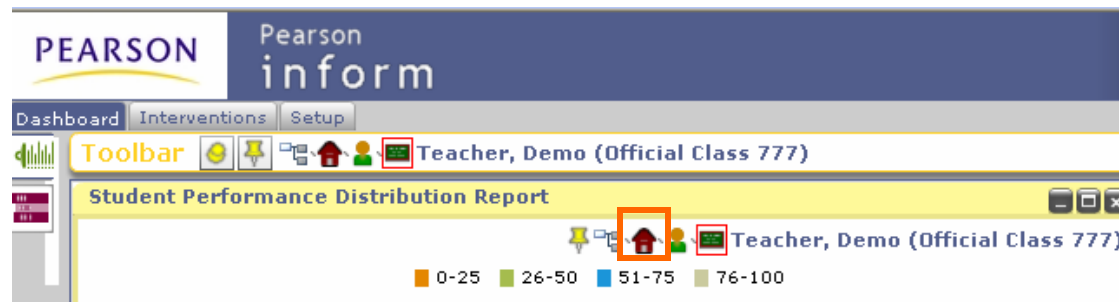 PEARSON
Pearson
inform
Dashboard Interventions Setup
Toolbar Teacher, Demo (Official Class 777)
Student Performance Distribution Report
Teacher, Demo (Official Class 777)
0-25 26-50 51-75 76-100